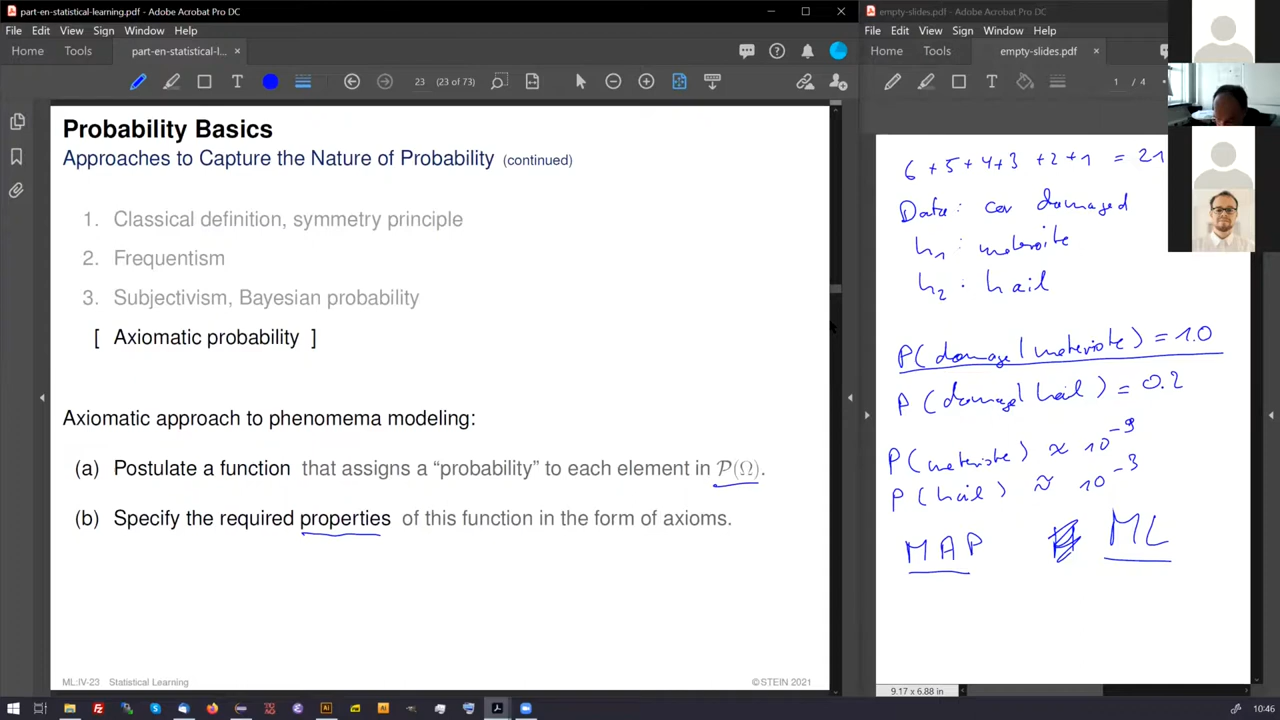 part-en-statistical-learning.pdf - Adobe Acrobat Pro DC
File Edit View Sign Window Help
Home Tools part-en-statistical-l... ×
23 (23 of 73)
Probability Basics
Approaches to Capture the Nature of Probability (continued)
1. Classical definition, symmetry principle
2. Frequentism
3. Subjectivism, Bayesian probability
[ Axiomatic probability ]
Axiomatic approach to phenomema modeling:
(a) Postulate a function that assigns a “probability” to each element in P(Ω).
(b) Specify the required properties of this function in the form of axioms.
ML:IV-23 Statistical Learning
©STEIN 2021
empty-slides.pdf - Adobe Acrobat Pro DC
File Edit View Sign Window Help
Home Tools empty-slides.pdf ×
1 / 4
6 + 5 + 4 + 3 + 2 + 1 = 21
Data: car damaged
h1 : meteroite
h2 : hail
P(damage | meteriote) = 1.0
P(damage | hail) = 0.2
P(meteriote) ≈ 10^-9
P(hail) ≈ 10^-3
MAP ML
9.17 x 6.88 in
10:46